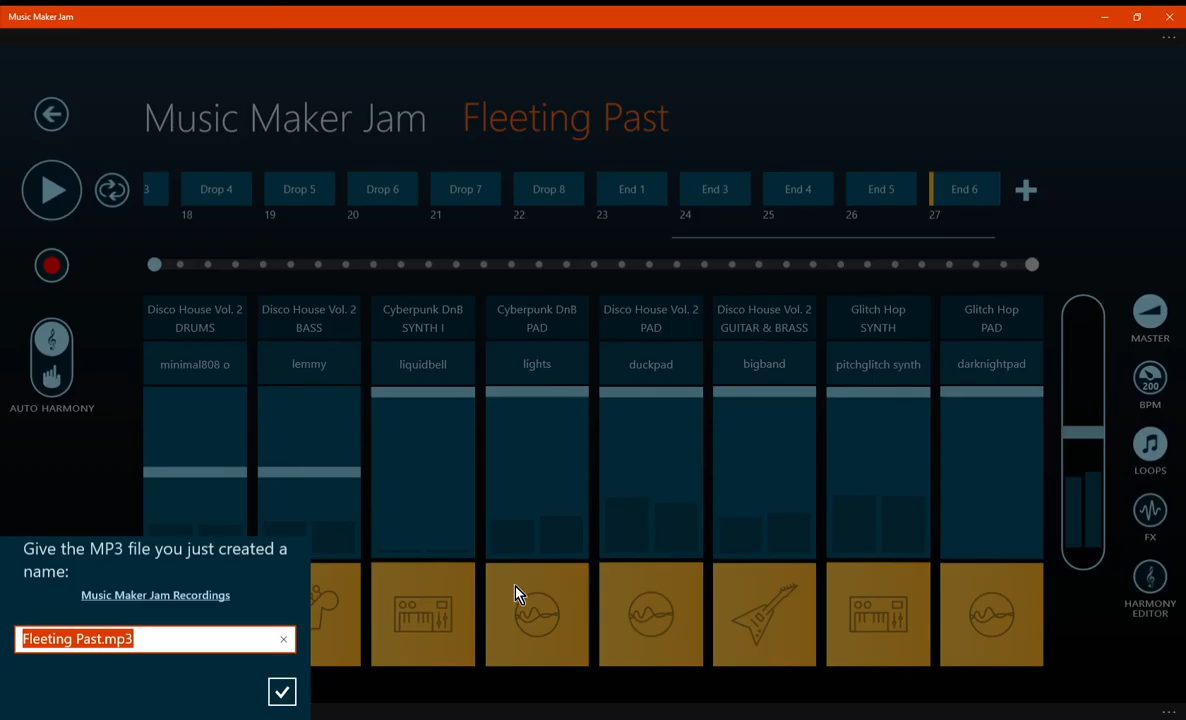 Music Maker Jam
Music Maker Jam Fleeting Past
3 Drop 4 Drop 5 Drop 6 Drop 7 Drop 8 End 1 End 3 End 4 End 5 End 6
18 19 20 21 22 23 24 25 26 27
Disco House Vol. 2 Disco House Vol. 2 Cyberpunk DnB Cyberpunk DnB Disco House Vol. 2 Disco House Vol. 2 Glitch Hop Glitch Hop
DRUMS BASS SYNTH I PAD PAD GUITAR & BRASS SYNTH PAD
minimal808 o lemmy liquidbell lights duckpad bigband pitchglitch synth darknightpad
AUTO HARMONY
MASTER
200
BPM
LOOPS
FX
HARMONY
EDITOR
Give the MP3 file you just created a
name:
Music Maker Jam Recordings
Fleeting Past.mp3